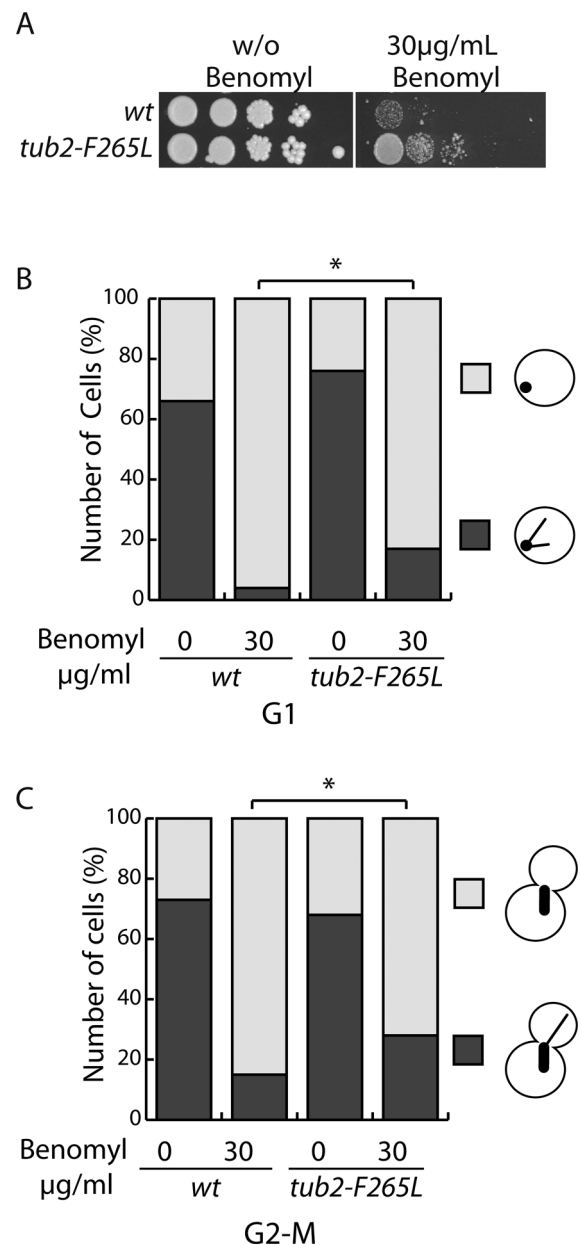 A
w/o 30µg/mL
Benomyl Benomyl
wt
tub2-F265L
B
*
Number of Cells (%)
100
80
60
40
20
0
Benomyl 0 30 0 30
µg/ml wt tub2-F265L
G1
C
*
Number of cells (%)
100
80
60
40
20
0
Benomyl 0 30 0 30
µg/ml wt tub2-F265L
G2-M